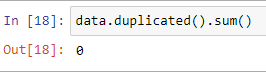 In [18]: data.duplicated().sum()
Out[18]: 0